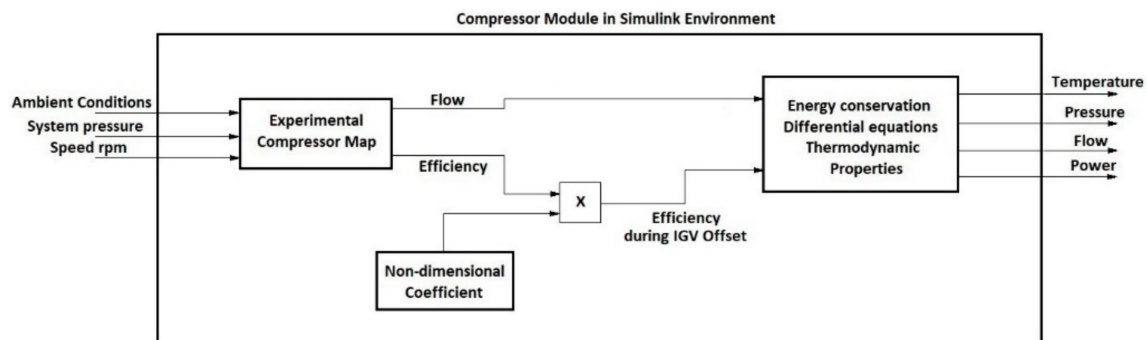 Compressor Module in Simulink Environment
Ambient Conditions
System pressure
Speed rpm
Experimental
Compressor Map
Flow
Efficiency
X
Non-dimensional
Coefficient
Efficiency
during IGV Offset
Energy conservation
Differential equations
Thermodynamic
Properties
Temperature
Pressure
Flow
Power